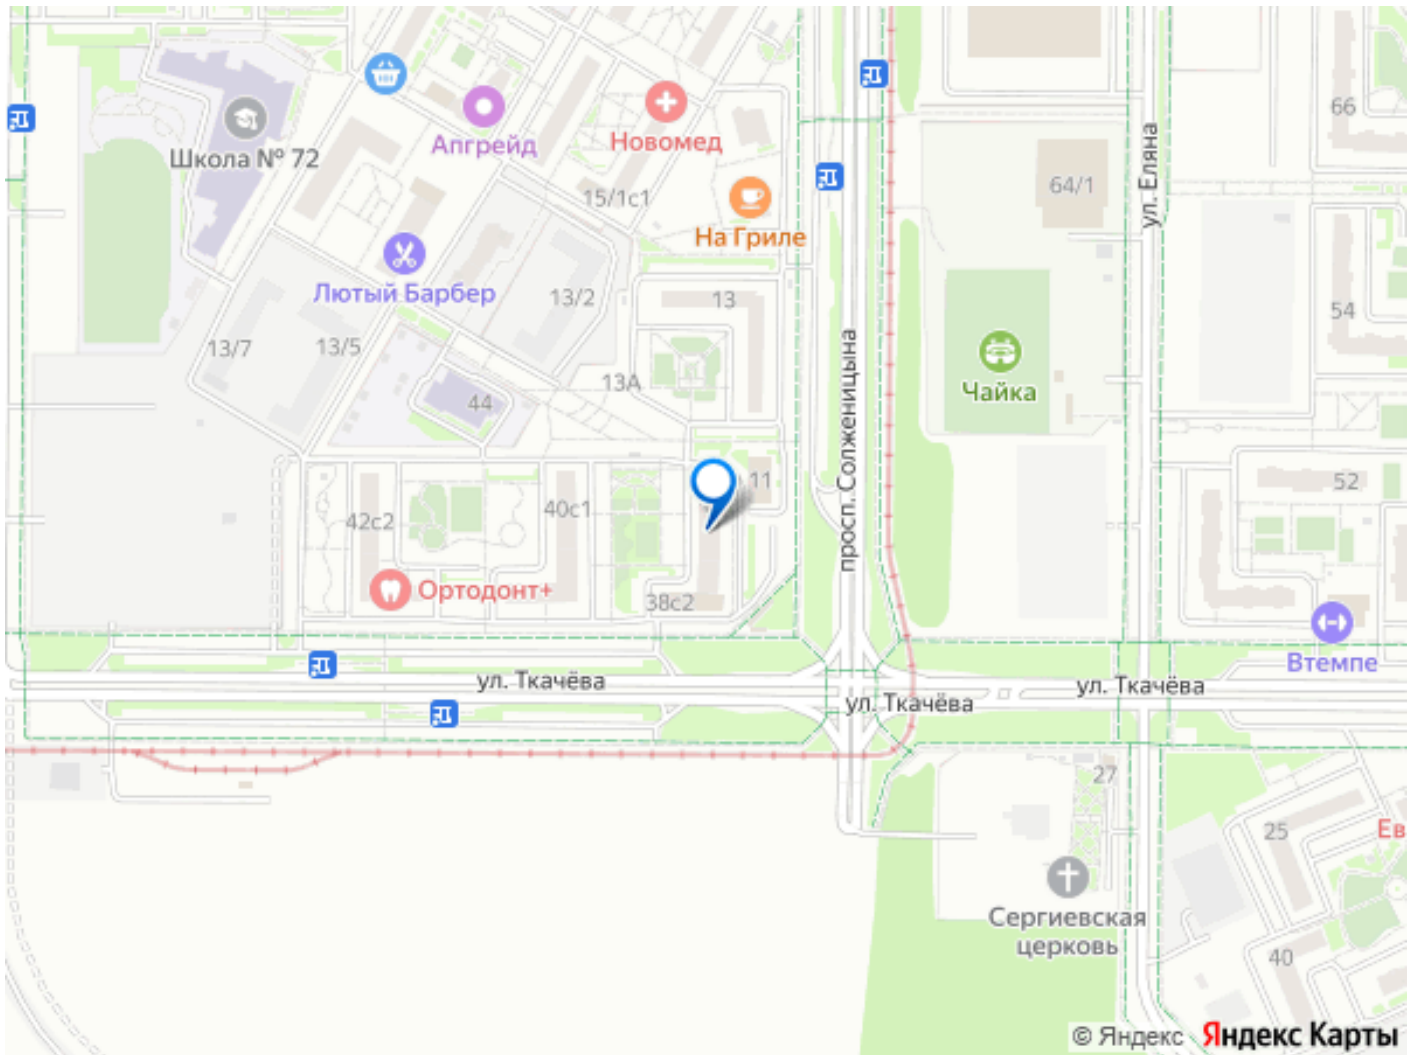 66
Школа № 72
Апгрейд
Новомед
15/1с1
64/1
ул. Еляна
На Гриле
Лютый Барбер
13/2
13
54
13/7
13/5
13А
44
просп. Солженицына
Чайка
11
52
42с2
40с1
Ортодонт+
38с2
Втемпе
ул. Ткачёва
ул. Ткачёва
ул. Ткачёва
27
25
Ев
Сергиевская
церковь
40
© Яндекс Яндекс Карты